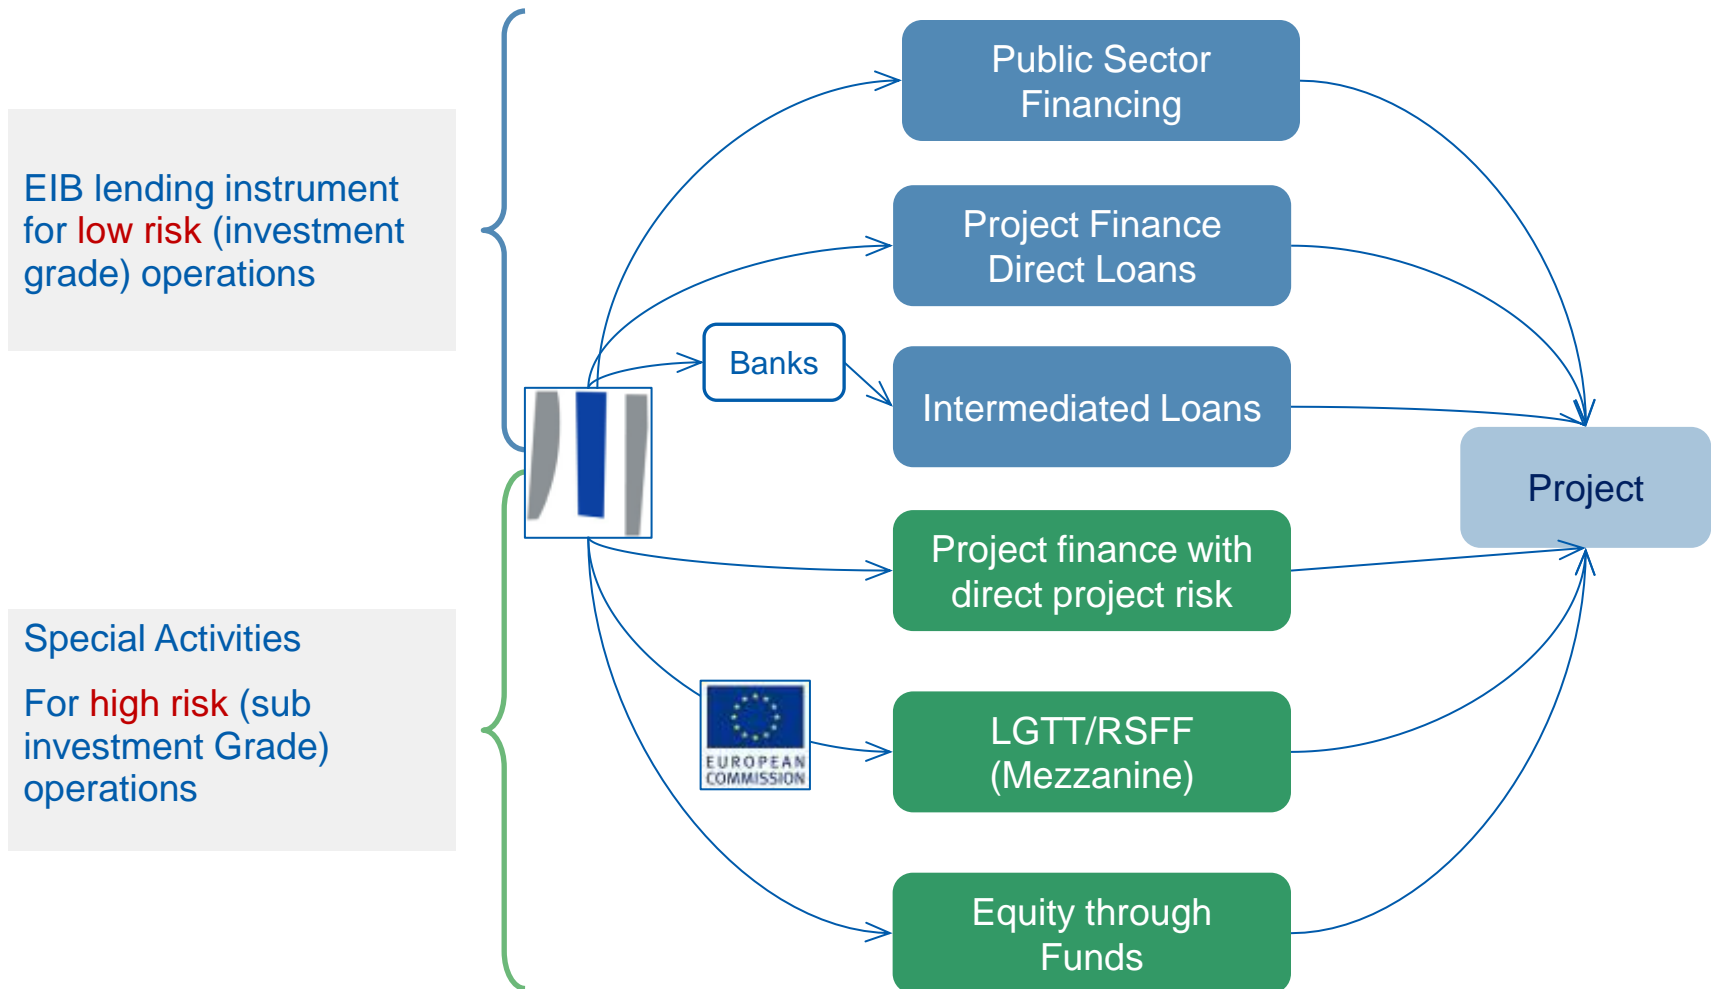 EIB lending instrument
for low risk (investment
grade) operations
Special Activities
For high risk (sub
investment Grade)
operations
Public Sector
Financing
Project Finance
Direct Loans
Banks
Intermediated Loans
Project finance with
direct project risk
EUROPEAN
COMMISSION
LGTT/RSFF
(Mezzanine)
Equity through
Funds
Project